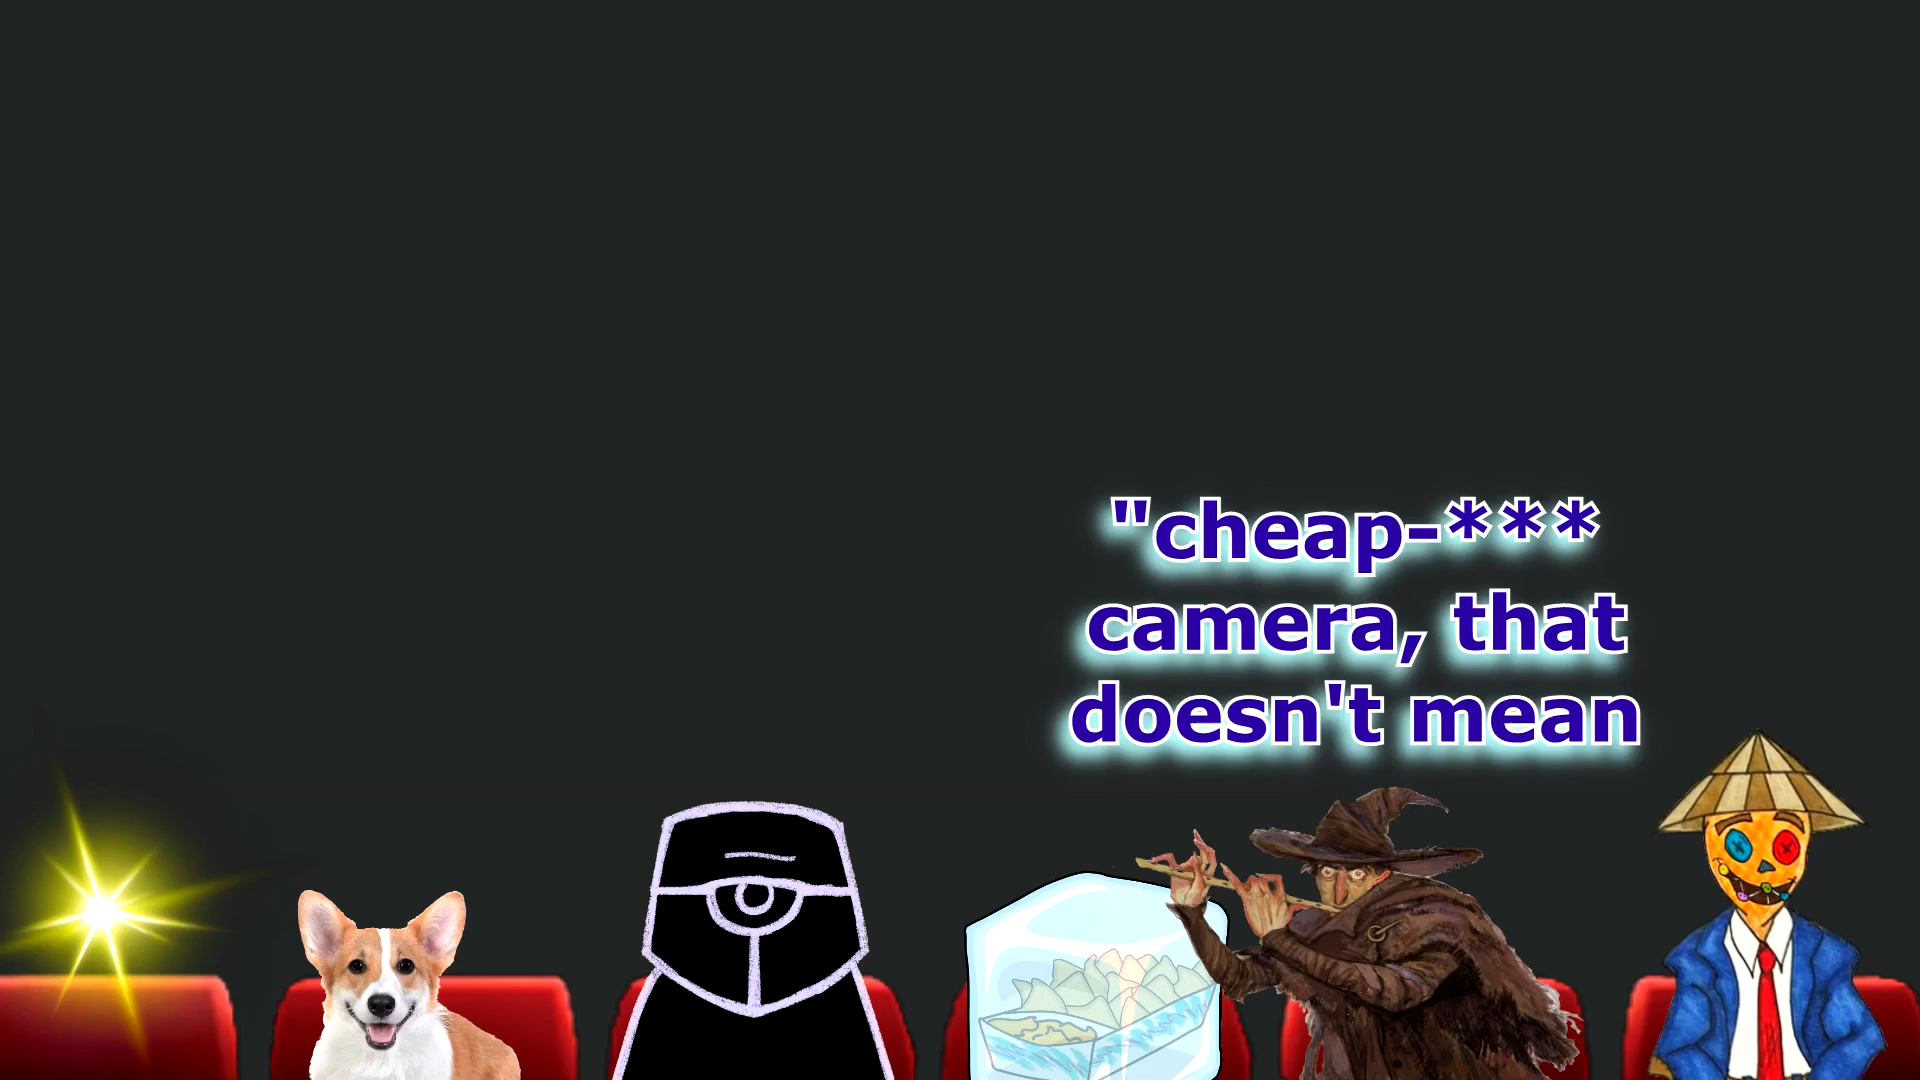 "cheap-***
camera, that
doesn't mean